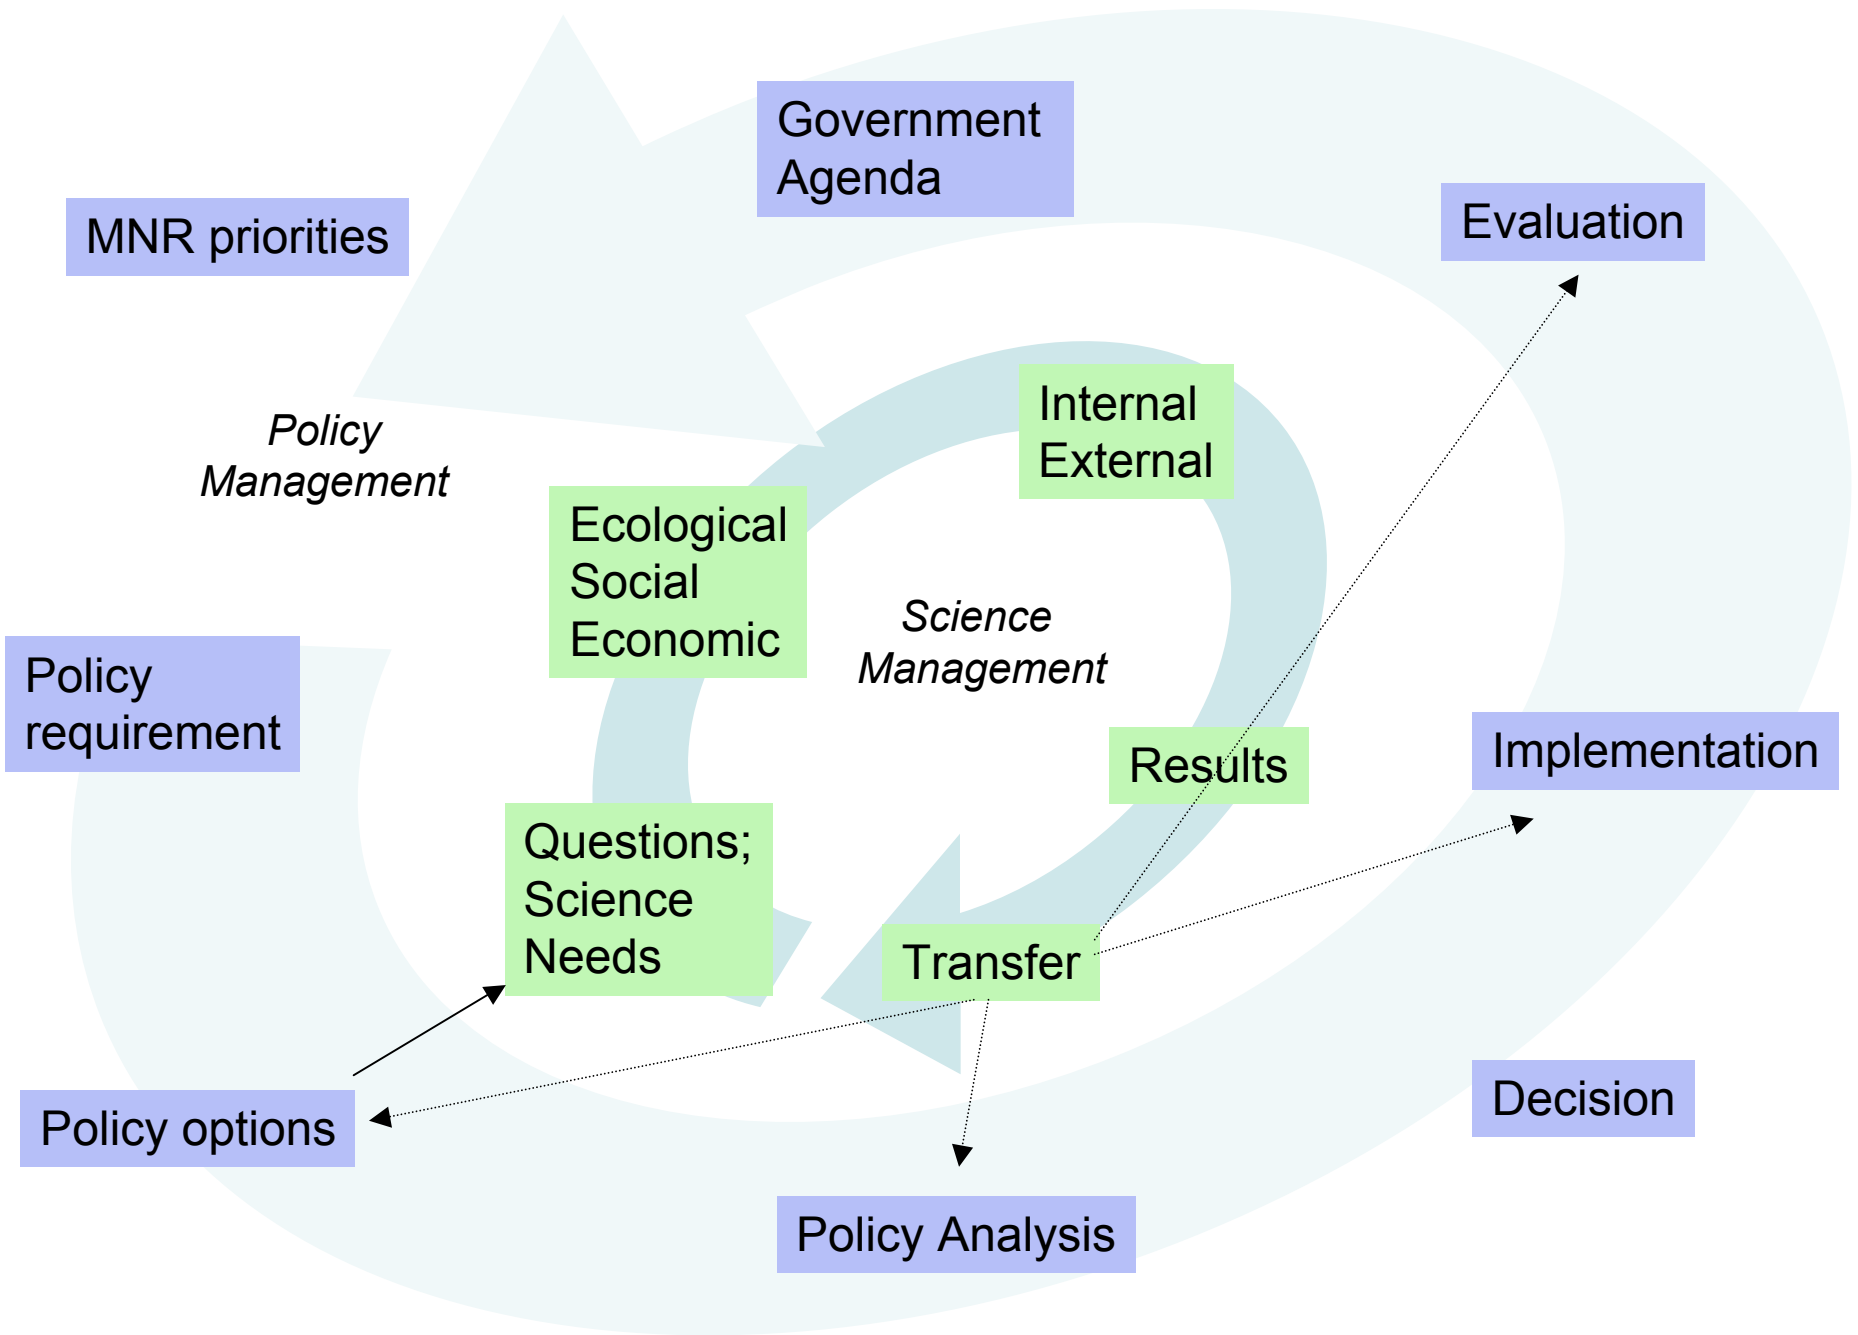 Government
Agenda
Evaluation
MNR priorities
Internal
External
Policy
Management
Ecological
Social
Economic
Science
Management
Policy
requirement
Results
Implementation
Questions;
Science
Needs
Transfer
Decision
Policy options
Policy Analysis